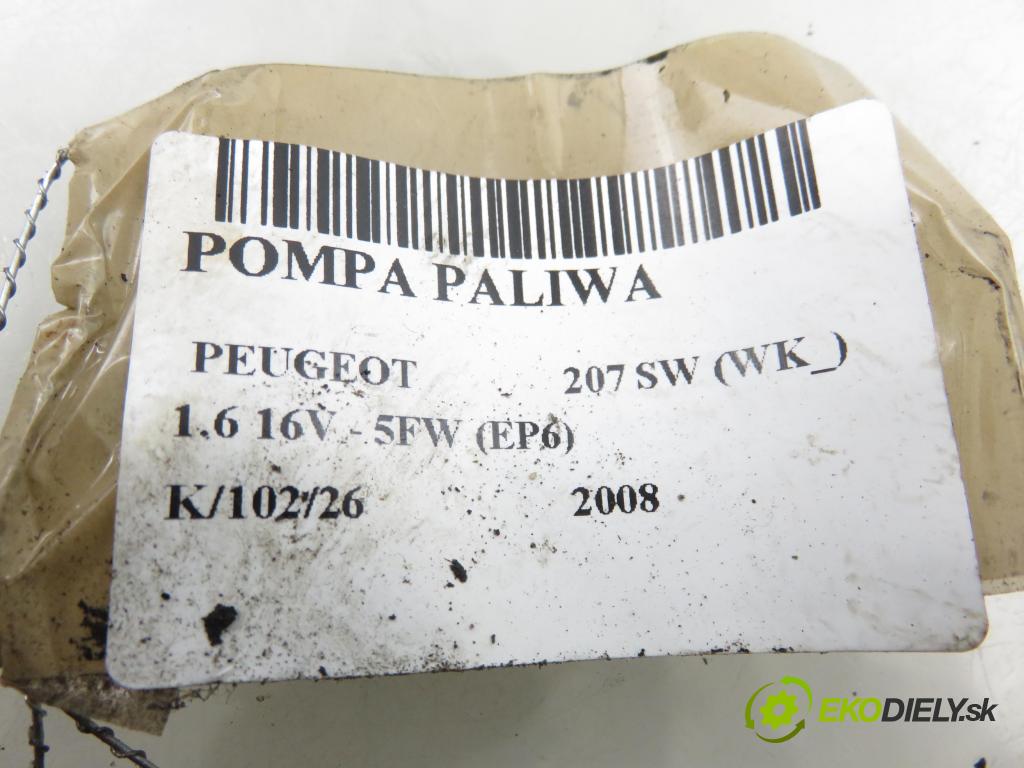 POMPA PALIWA
PEUGEOT 207 SW (WK_)
1.6 16V - 5FW (EP6)
K/102/26 2008
EKODIELY.sk